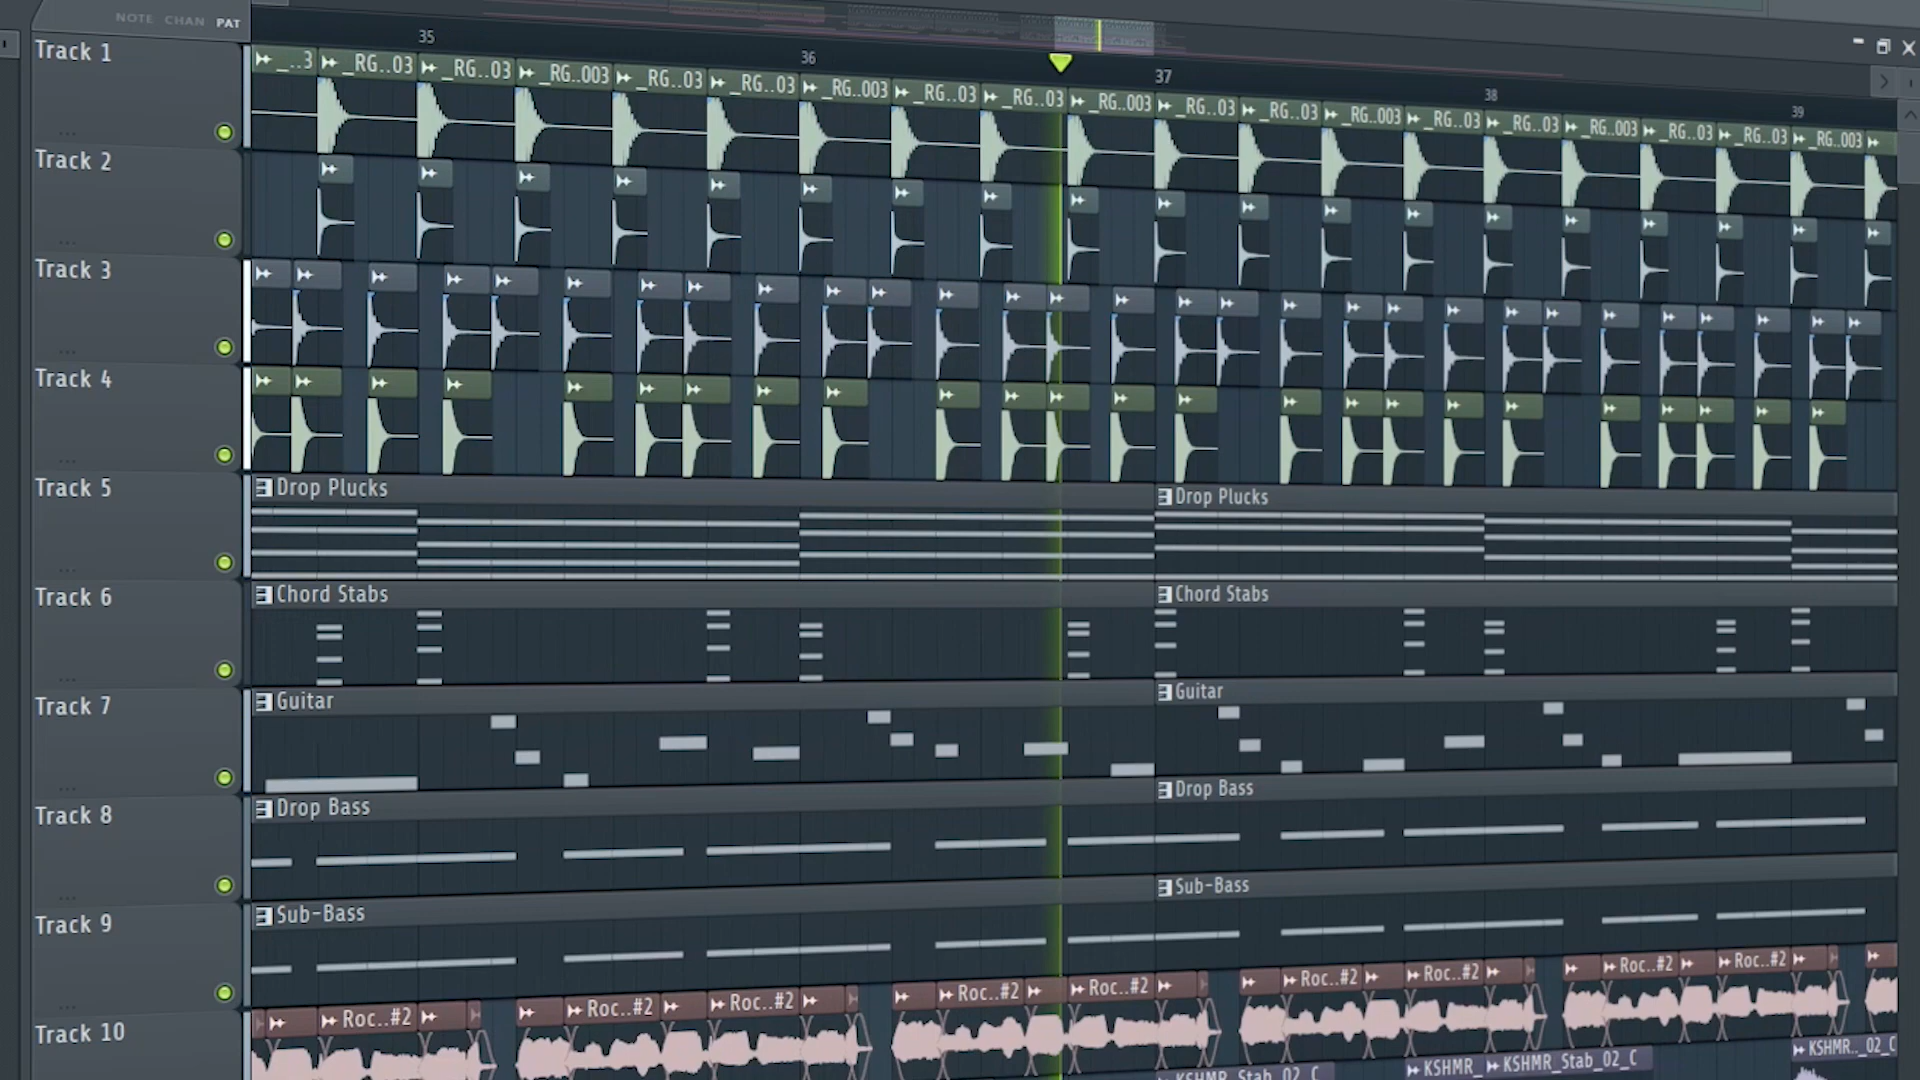 NOTE CHAN PAT
35 36 37 38 39
Track 1
_..3 _RG..03 _RG..03 _RG..003 _RG..03 _RG..03 _RG..003 _RG..03 _RG..03 _RG..003 _RG..03 _RG..03 _RG..003 _RG..03 _RG..03 _RG..003 _RG..03 _RG..03 _RG..003
Track 2
Track 3
Track 4
Track 5
Drop Plucks Drop Plucks
Track 6
Chord Stabs Chord Stabs
Track 7
Guitar Guitar
Track 8
Drop Bass Drop Bass
Track 9
Sub-Bass Sub-Bass
Track 10
Roc..#2 Roc..#2 Roc..#2 Roc..#2 Roc..#2 Roc..#2 Roc..#2 Roc..#2 Roc..#2
KSHMR_Stab_02_C KSHMR_ KSHMR_Stab_02_C KSHMR.._02_C